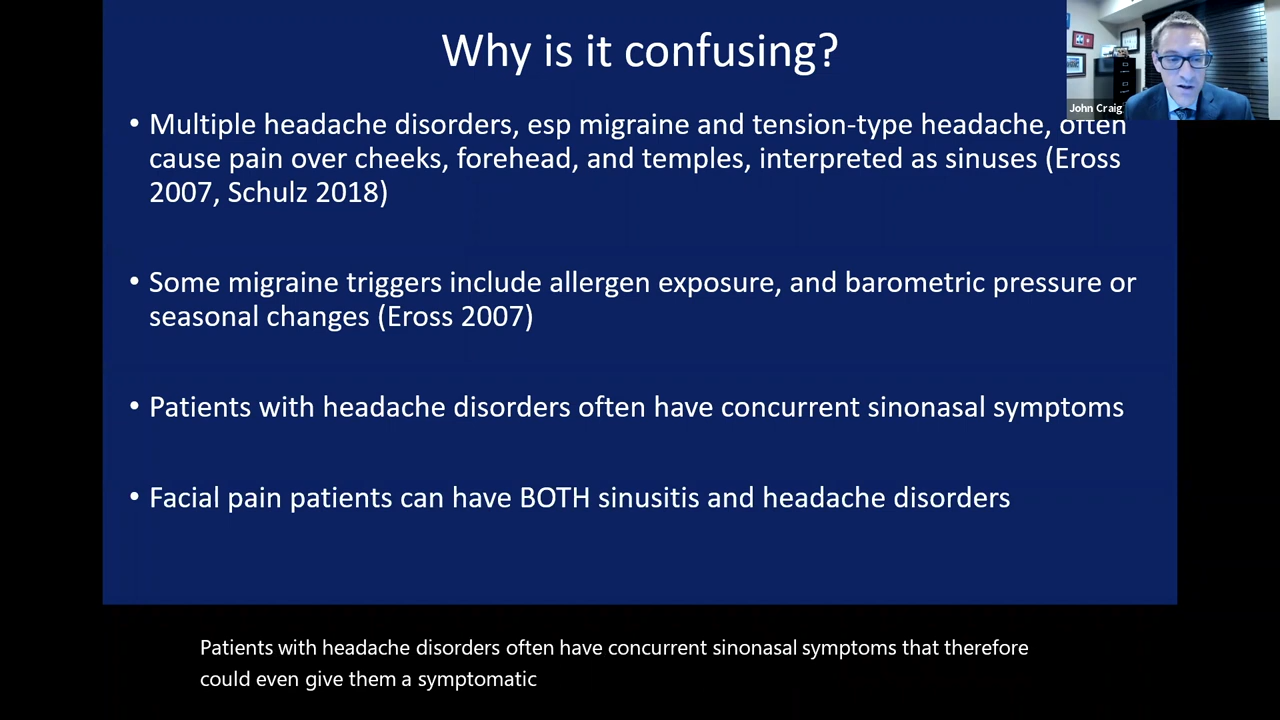 Why is it confusing?
John Craig
• Multiple headache disorders, esp migraine and tension-type headache, often
cause pain over cheeks, forehead, and temples, interpreted as sinuses (Eross
2007, Schulz 2018)
• Some migraine triggers include allergen exposure, and barometric pressure or
seasonal changes (Eross 2007)
• Patients with headache disorders often have concurrent sinonasal symptoms
• Facial pain patients can have BOTH sinusitis and headache disorders
Patients with headache disorders often have concurrent sinonasal symptoms that therefore
could even give them a symptomatic